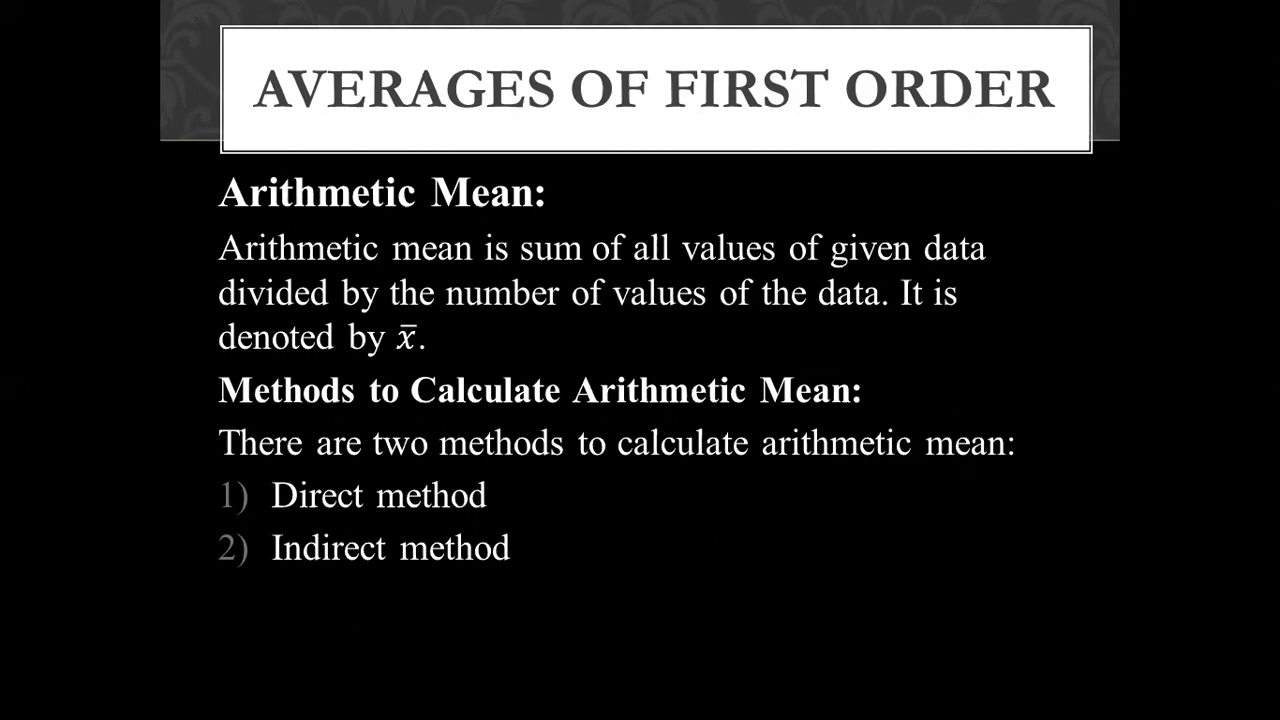 AVERAGES OF FIRST ORDER
Arithmetic Mean:
Arithmetic mean is sum of all values of given data
divided by the number of values of the data. It is
denoted by x̄.
Methods to Calculate Arithmetic Mean:
There are two methods to calculate arithmetic mean:
1) Direct method
2) Indirect method